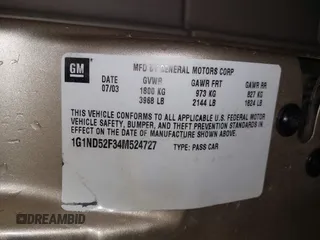 GM
MFD BY GENERAL MOTORS CORP
DATE GVWR GAWR FRT GAWR RR
07/03 1800 KG 973 KG 827 KG
3968 LB 2144 LB 1824 LB
THIS VEHICLE CONFORMS TO ALL APPLICABLE U.S. FEDERAL MOTOR
VEHICLE SAFETY, BUMPER, AND THEFT PREVENTION STANDARDS IN
EFFECT ON THE DATE OF MANUFACTURE SHOWN ABOVE.
1G1ND52F34M524727
TYPE: PASS CAR
DREAMBID